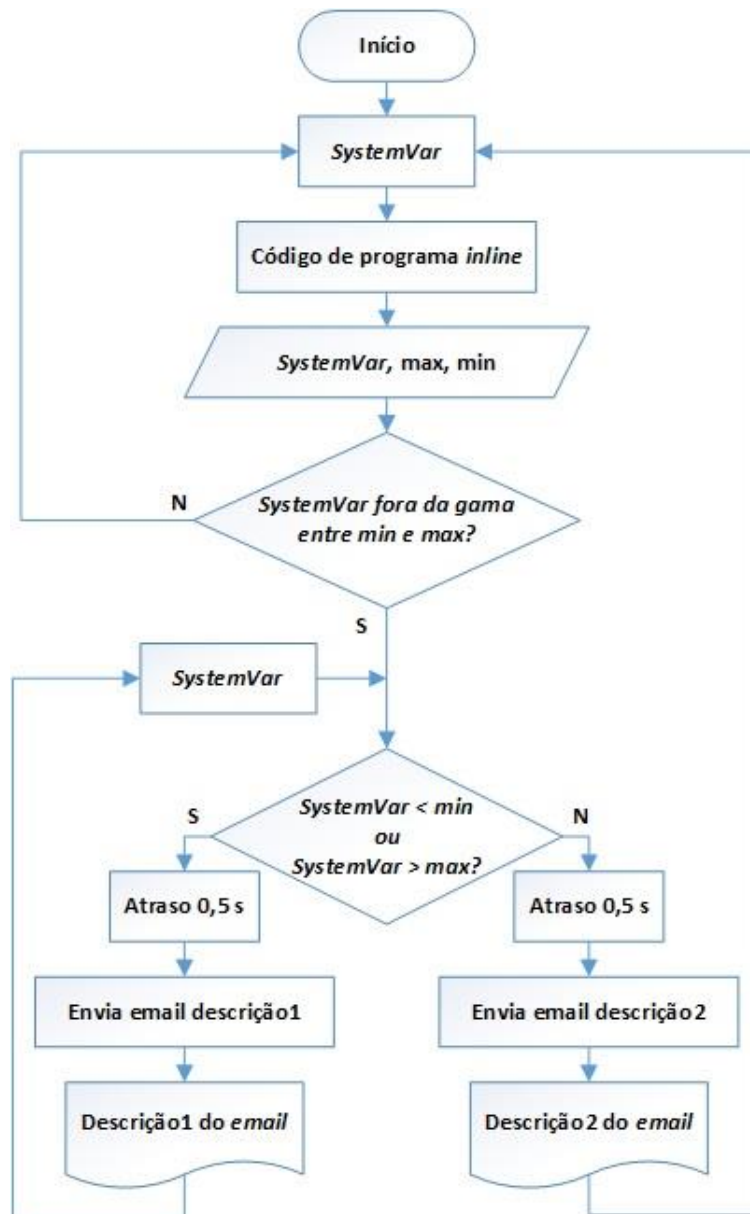 Início
SystemVar
Código de programa inline
SystemVar, max, min
N
SystemVar fora da gama
entre min e max?
S
SystemVar
S
SystemVar < min
ou
SystemVar > max?
N
Atraso 0,5 s
Atraso 0,5 s
Envia email descrição1
Envia email descrição2
Descrição1 do email
Descrição2 do email